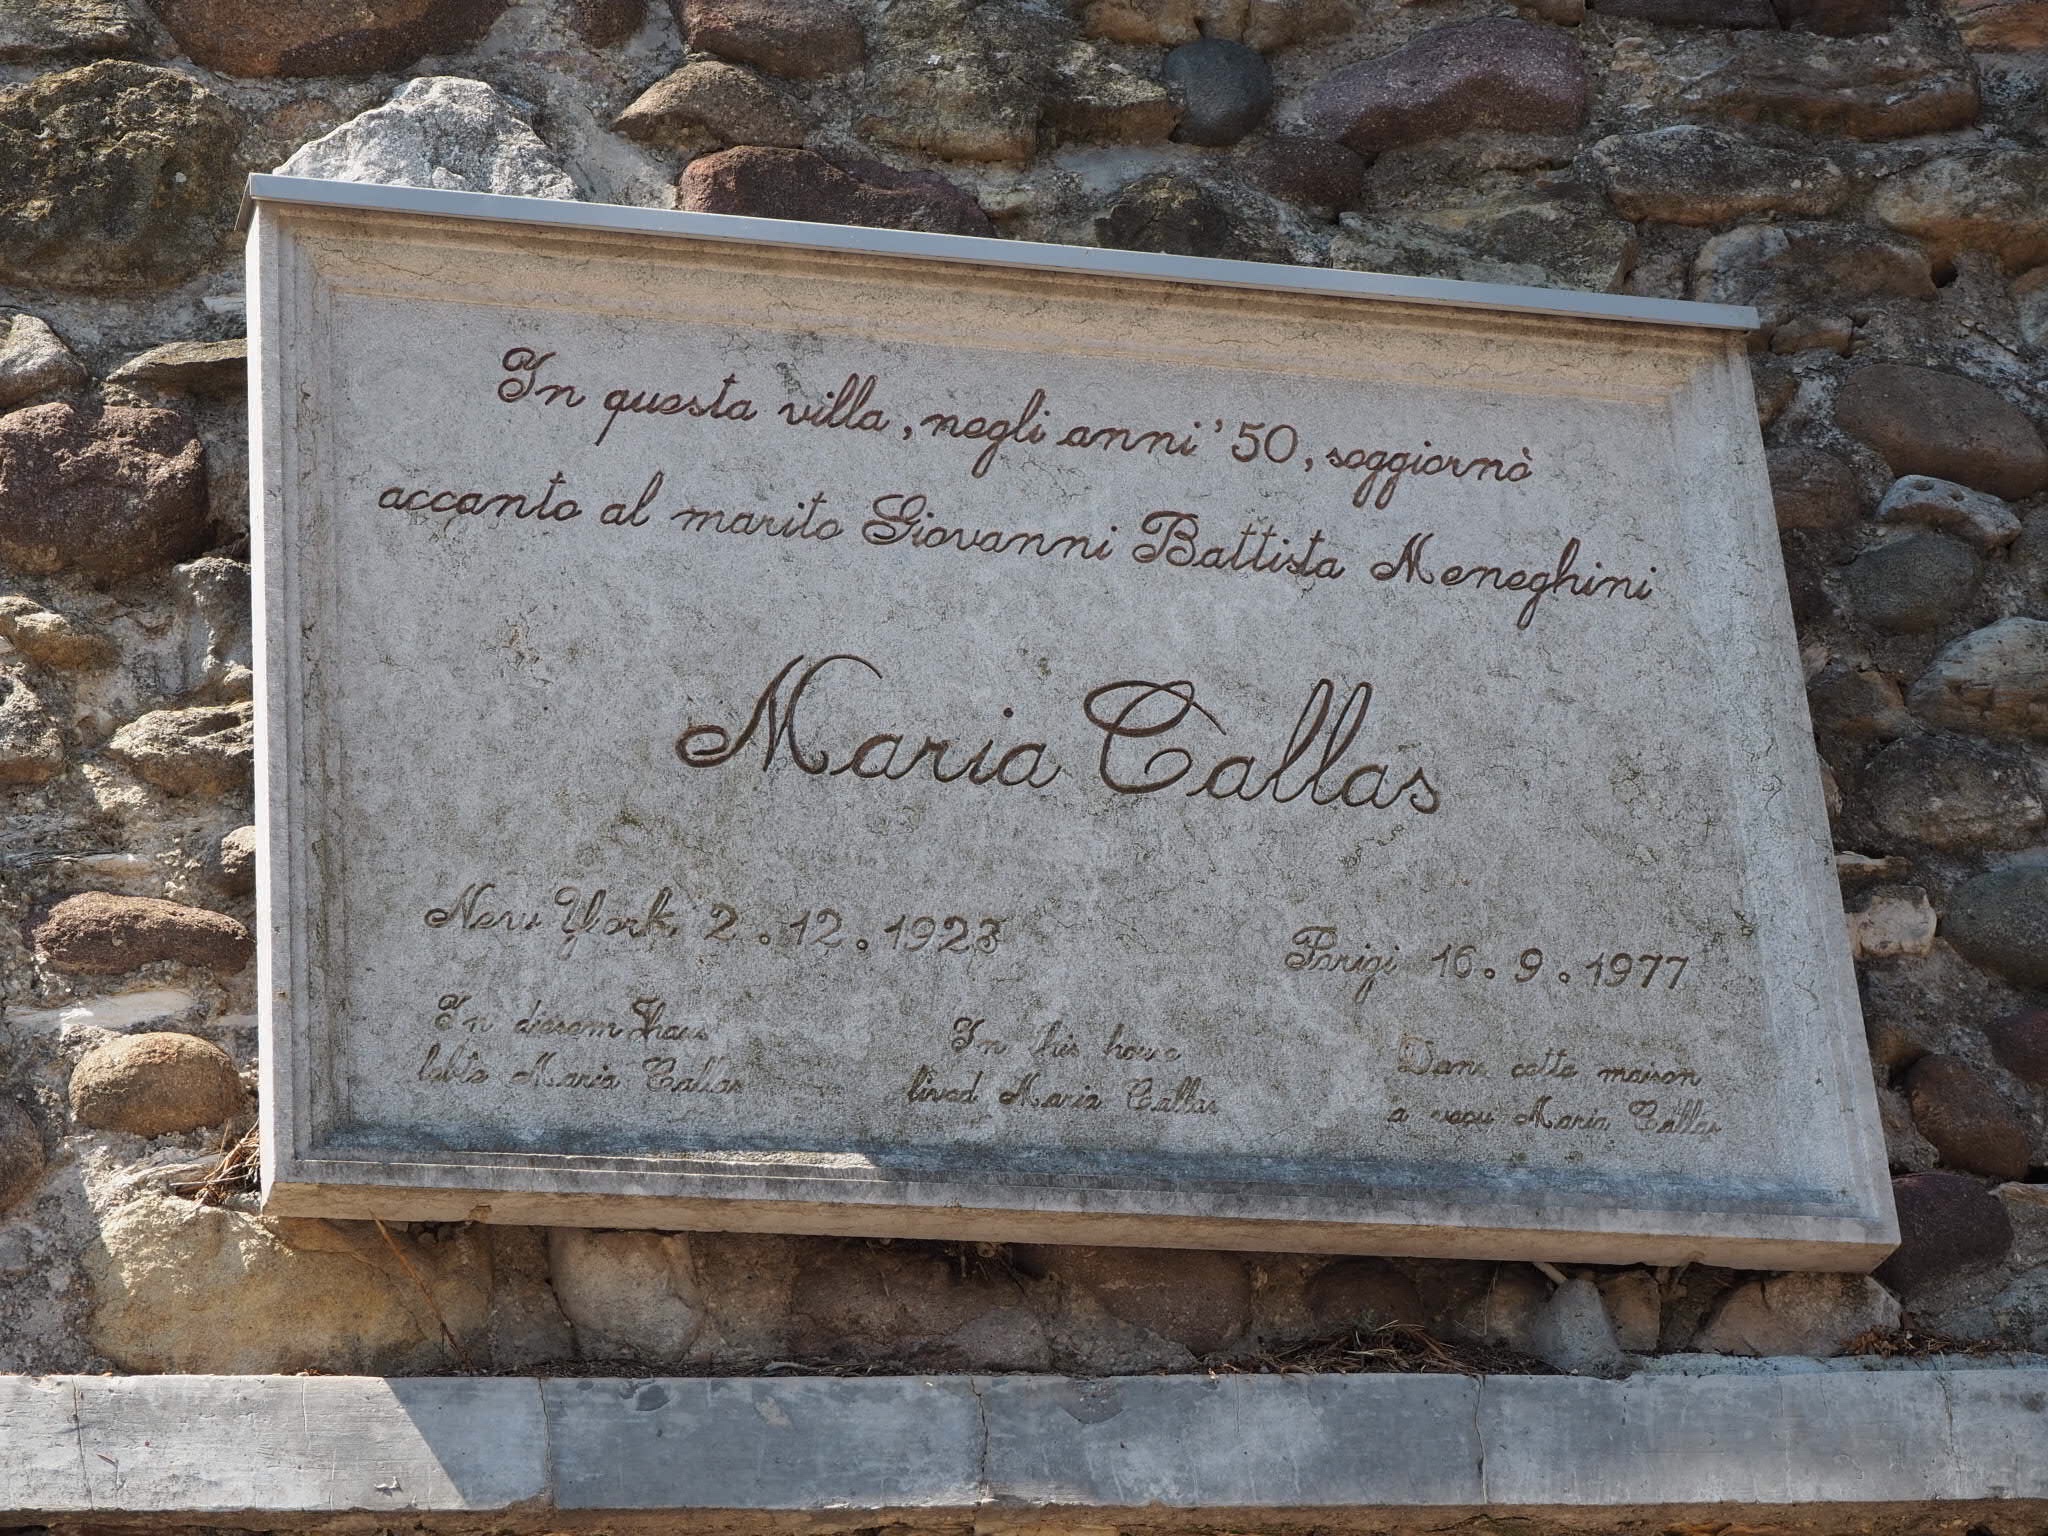 In questa villa, negli anni '50, soggiornò
accanto al marito Giovanni Battista Meneghini
Maria Callas
New York 2.12.1923
Parigi 16.9.1977
In diesem Haus
lebte Maria Callas
In this house
lived Maria Callas
Dans cette maison
a vecu Maria Callas